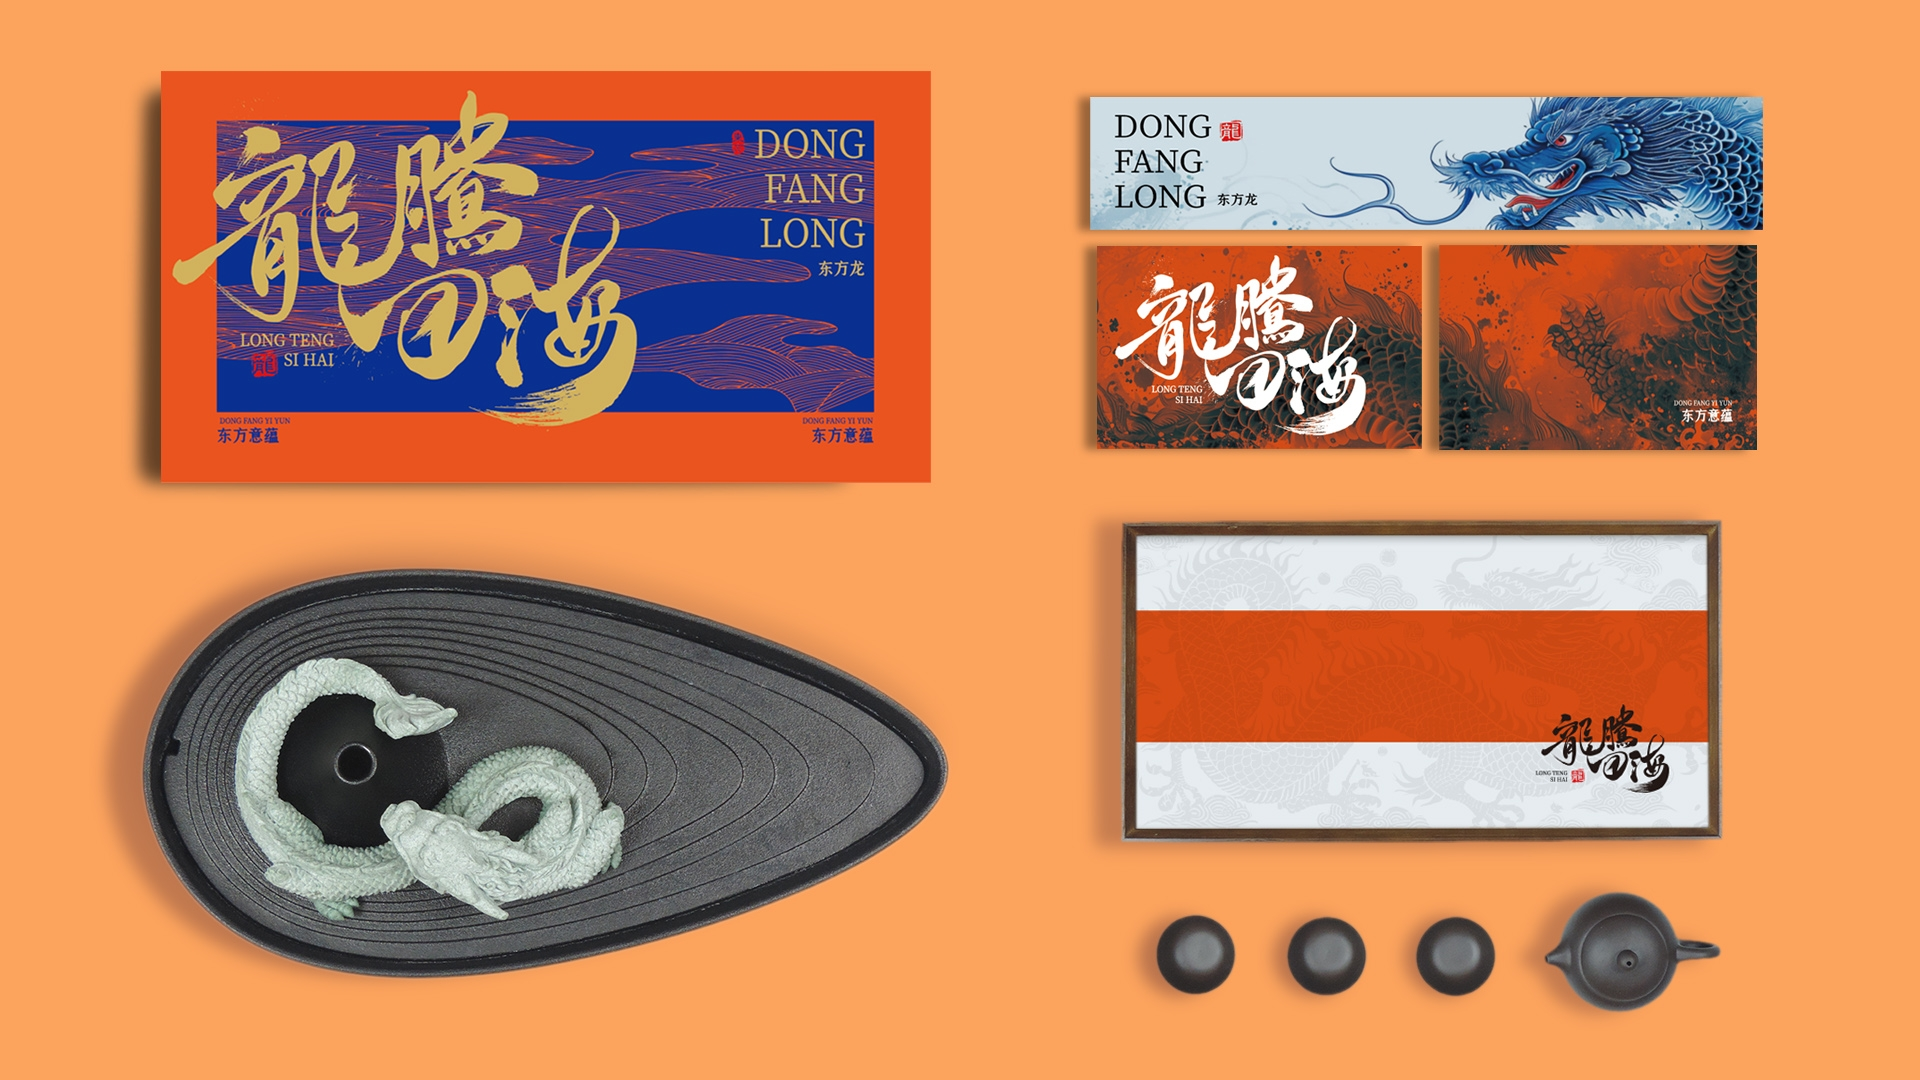 龍騰
四海
DONG
FANG
LONG
东方龙
LONG TENG
龍
SI HAI
DONG FANG YI YUN
东方意蕴
DONG FANG YI YUN
东方意蕴
DONG 龍
FANG
LONG 东方龙
龍騰
四海
LONG TENG
SI HAI
DONG FANG YI YUN
东方意蕴
龍騰
四海
LONG TENG
SI HAI 龍